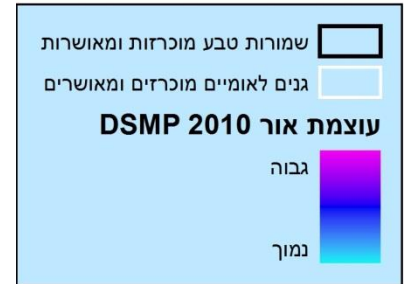 שמורות טבע מוכרזות ומאושרות
גנים לאומיים מוכרזים ומאושרים
עוצמת אור DSMP 2010
גבוה
נמוך